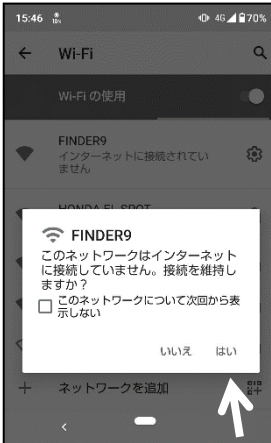 15:46 4G 70%
Wi-Fi
Wi-Fi の使用
FINDER9
インターネットに接続されてい
ません
HONDA EL SPOT
FINDER9
このネットワークはインターネット
に接続していません。接続を維持し
ますか？
このネットワークについて次回から表
示しない
いいえ はい
ネットワークを追加